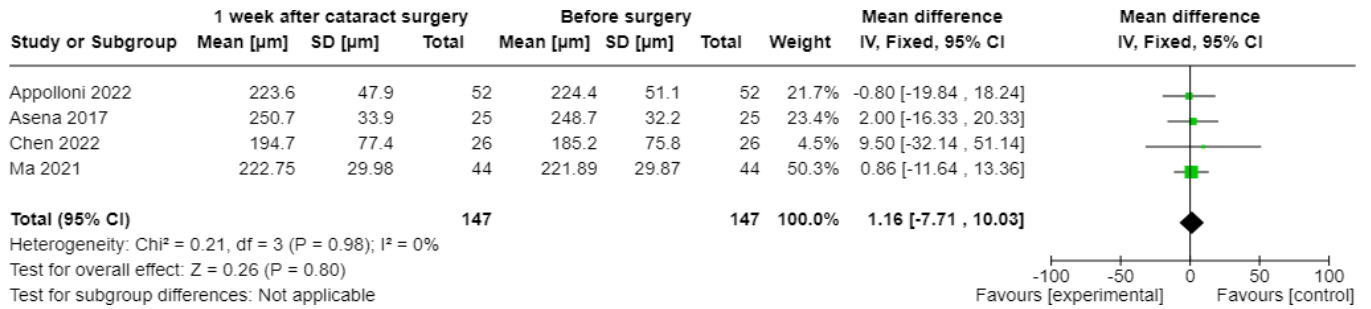 1 week after cataract surgery Before surgery Mean difference Mean difference
Study or Subgroup Mean [µm] SD [µm] Total Mean [µm] SD [µm] Total Weight IV, Fixed, 95% CI IV, Fixed, 95% CI
Appolloni 2022 223.6 47.9 52 224.4 51.1 52 21.7% -0.80 [-19.84 , 18.24]
Asena 2017 250.7 33.9 25 248.7 32.2 25 23.4% 2.00 [-16.33 , 20.33]
Chen 2022 194.7 77.4 26 185.2 75.8 26 4.5% 9.50 [-32.14 , 51.14]
Ma 2021 222.75 29.98 44 221.89 29.87 44 50.3% 0.86 [-11.64 , 13.36]
Total (95% CI) 147 147 100.0% 1.16 [-7.71 , 10.03]
Heterogeneity: Chi² = 0.21, df = 3 (P = 0.98); I² = 0%
Test for overall effect: Z = 0.26 (P = 0.80)
-100 -50 0 50 100
Test for subgroup differences: Not applicable
Favours [experimental] Favours [control]